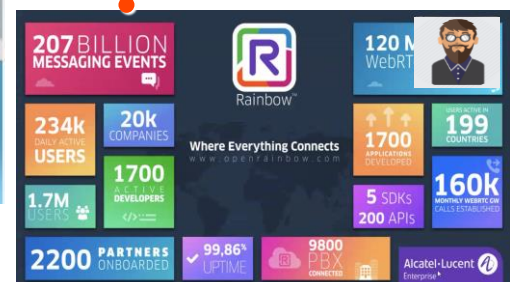 207 BILLION
MESSAGING EVENTS
R
Rainbow™
120
WebRT
234k
DAILY ACTIVE
USERS
20k
COMPANIES
Where Everything Connects
www.openrainbow.com
1700
APPLICATIONS
DEVELOPED
USERS ACTIVE IN
199
COUNTRIES
1700
ACTIVE
DEVELOPERS
</>
1.7M
USERS
5 SDKs
200 APIs
160k
MONTHLY WEBRTC GW
CALLS ESTABLISHED
2200 PARTNERS
ONBOARDED
99,86%
UPTIME
R
9800
PBX
CONNECTED
Alcatel·Lucent
Enterprise